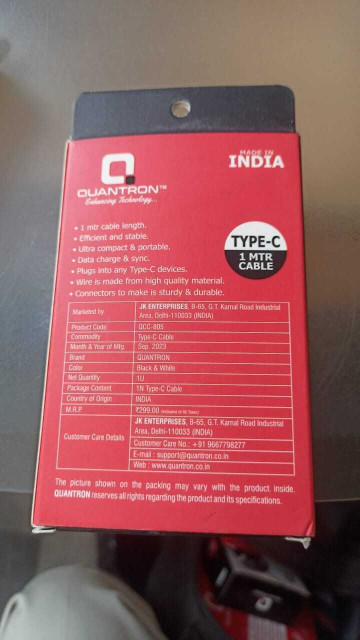 MADE IN
INDIA
QUANTRON™
Enhancing Technology...
• 1 mtr cable length.
• Efficient and stable.
• Ultra compact & portable.
• Data charge & sync.
• Plugs into any Type-C devices.
• Wire is made from high quality material.
• Connectors to make is sturdy & durable.
TYPE-C
1 MTR
CABLE
Marketed by JK ENTERPRISES, B-65, G.T. Karnal Road Industrial
Area, Delhi-110033 (INDIA)
Product Code QCC-805
Commodity Type-C Cable
Month & Year of Mfg. Sep. 2023
Brand QUANTRON
Color Black & White
Net Quantity 1U
Package Content 1N Type-C Cable
Country of Origin INDIA
M.R.P. ₹299.00 (Inclusive of All Taxes)
Customer Care Details JK ENTERPRISES, B-65, G.T. Karnal Road Industrial
Area, Delhi-110033 (INDIA)
Customer Care No.: +91 9667798277
E-mail : support@quantron.co.in
Web : www.quantron.co.in
The picture shown on the packing may vary with the product inside.
QUANTRON reserves all rights regarding the product and its specifications.